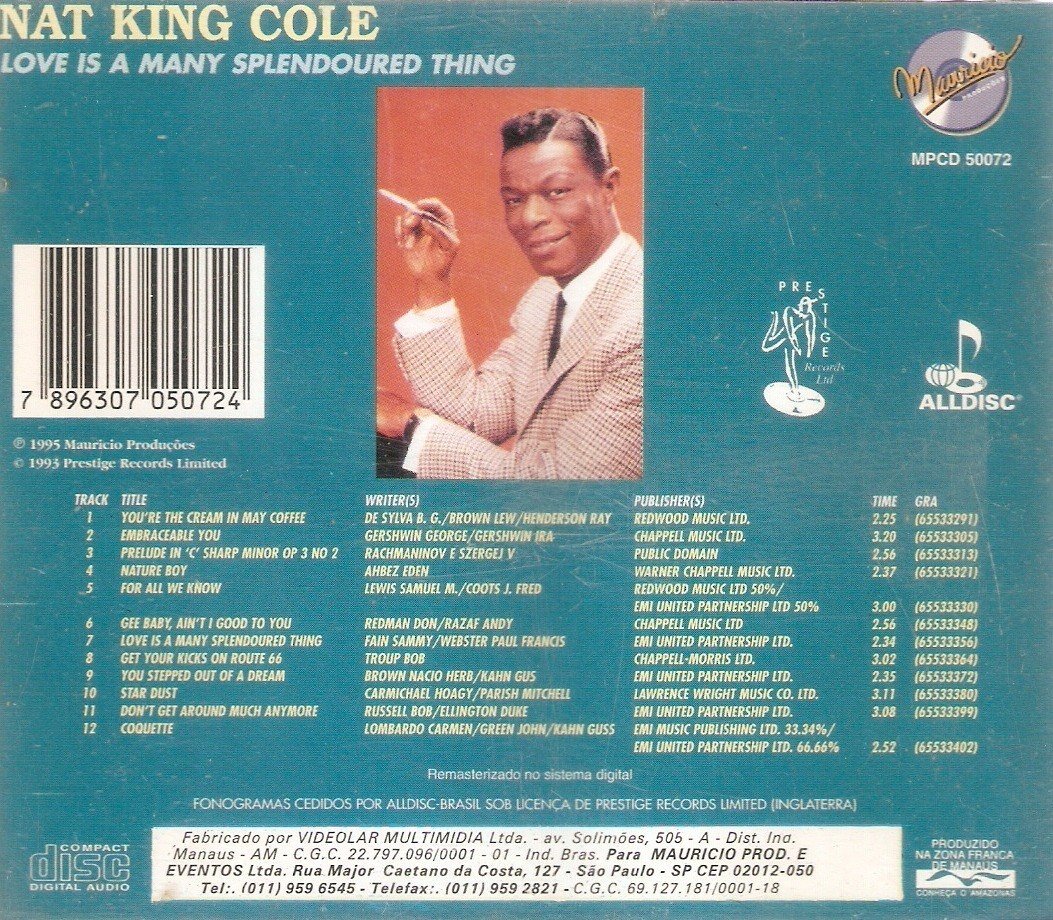 NAT KING COLE
LOVE IS A MANY SPLENDOURED THING
Mauricio
PRODUÇÕES
MPCD 50072
PRESTIGE
Records
Ltd
ALLDISC
7 896307 050724
℗ 1995 Mauricio Produções
© 1993 Prestige Records Limited
TRACK TITLE WRITER(S) PUBLISHER(S) TIME GRA
1 YOU'RE THE CREAM IN MAY COFFEE DE SYLVA B. G./BROWN LEW/HENDERSON RAY REDWOOD MUSIC LTD. 2.25 (65533291)
2 EMBRACEABLE YOU GERSHWIN GEORGE/GERSHWIN IRA CHAPPELL MUSIC LTD. 3.20 (65533305)
3 PRELUDE IN 'C' SHARP MINOR OP 3 NO 2 RACHMANINOV E SZERGEJ V PUBLIC DOMAIN 2.56 (65533313)
4 NATURE BOY AHBEZ EDEN WARNER CHAPPELL MUSIC LTD. 2.37 (65533321)
5 FOR ALL WE KNOW LEWIS SAMUEL M./COOTS J. FRED REDWOOD MUSIC LTD 50%/
EMI UNITED PARTNERSHIP LTD 50% 3.00 (65533330)
6 GEE BABY, AIN'T I GOOD TO YOU REDMAN DON/RAZAF ANDY CHAPPELL MUSIC LTD 2.56 (65533348)
7 LOVE IS A MANY SPLENDOURED THING FAIN SAMMY/WEBSTER PAUL FRANCIS EMI UNITED PARTNERSHIP LTD. 2.34 (65533356)
8 GET YOUR KICKS ON ROUTE 66 TROUP BOB CHAPPELL-MORRIS LTD. 3.02 (65533364)
9 YOU STEPPED OUT OF A DREAM BROWN NACIO HERB/KAHN GUS EMI UNITED PARTNERSHIP LTD. 2.35 (65533372)
10 STAR DUST CARMICHAEL HOAGY/PARISH MITCHELL LAWRENCE WRIGHT MUSIC CO. LTD. 3.11 (65533380)
11 DON'T GET AROUND MUCH ANYMORE RUSSELL BOB/ELLINGTON DUKE EMI UNITED PARTNERSHIP LTD. 3.08 (65533399)
12 COQUETTE LOMBARDO CARMEN/GREEN JOHN/KAHN GUSS EMI MUSIC PUBLISHING LTD. 33.34%/
EMI UNITED PARTNERSHIP LTD. 66.66% 2.52 (65533402)
Remasterizado no sistema digital
FONOGRAMAS CEDIDOS POR ALLDISC-BRASIL SOB LICENÇA DE PRESTIGE RECORDS LIMITED (INGLATERRA)
COMPACT
disc
DIGITAL AUDIO
Fabricado por VIDEOLAR MULTIMIDIA Ltda. - av. Solimões, 505 - A - Dist. Ind.
Manaus - AM - C.G.C. 22.797.096/0001 - 01 - Ind. Bras. Para MAURICIO PROD. E
EVENTOS Ltda. Rua Major Caetano da Costa, 127 - São Paulo - SP CEP 02012-050
Tel:. (011) 959 6545 - Telefax:. (011) 959 2821 - C.G.C. 69.127.181/0001-18
PRODUZIDO
NA ZONA FRANCA
DE MANAUS
CONHEÇA O AMAZONAS